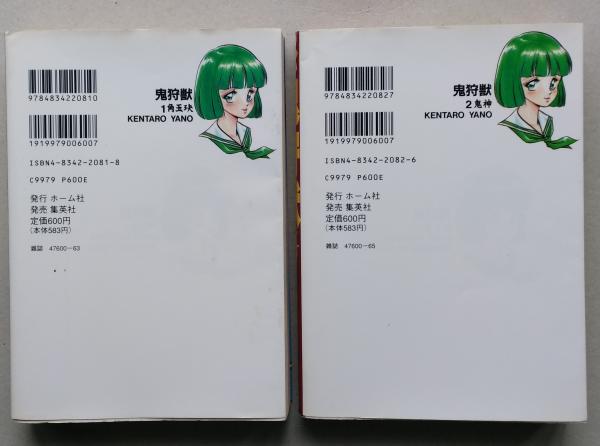 9784834220810
1919979006007
鬼狩獣
1角玉玦
KENTARO YANO
ISBN4-8342-2081-8
C9979 P600E
発行 ホーム社
発売 集英社
定価600円
(本体583円)
雑誌 47600-63
9784834220827
1919979006007
鬼狩獣
2鬼神
KENTARO YANO
ISBN4-8342-2082-6
C9979 P600E
発行 ホーム社
発売 集英社
定価600円
(本体583円)
雑誌 47600-65